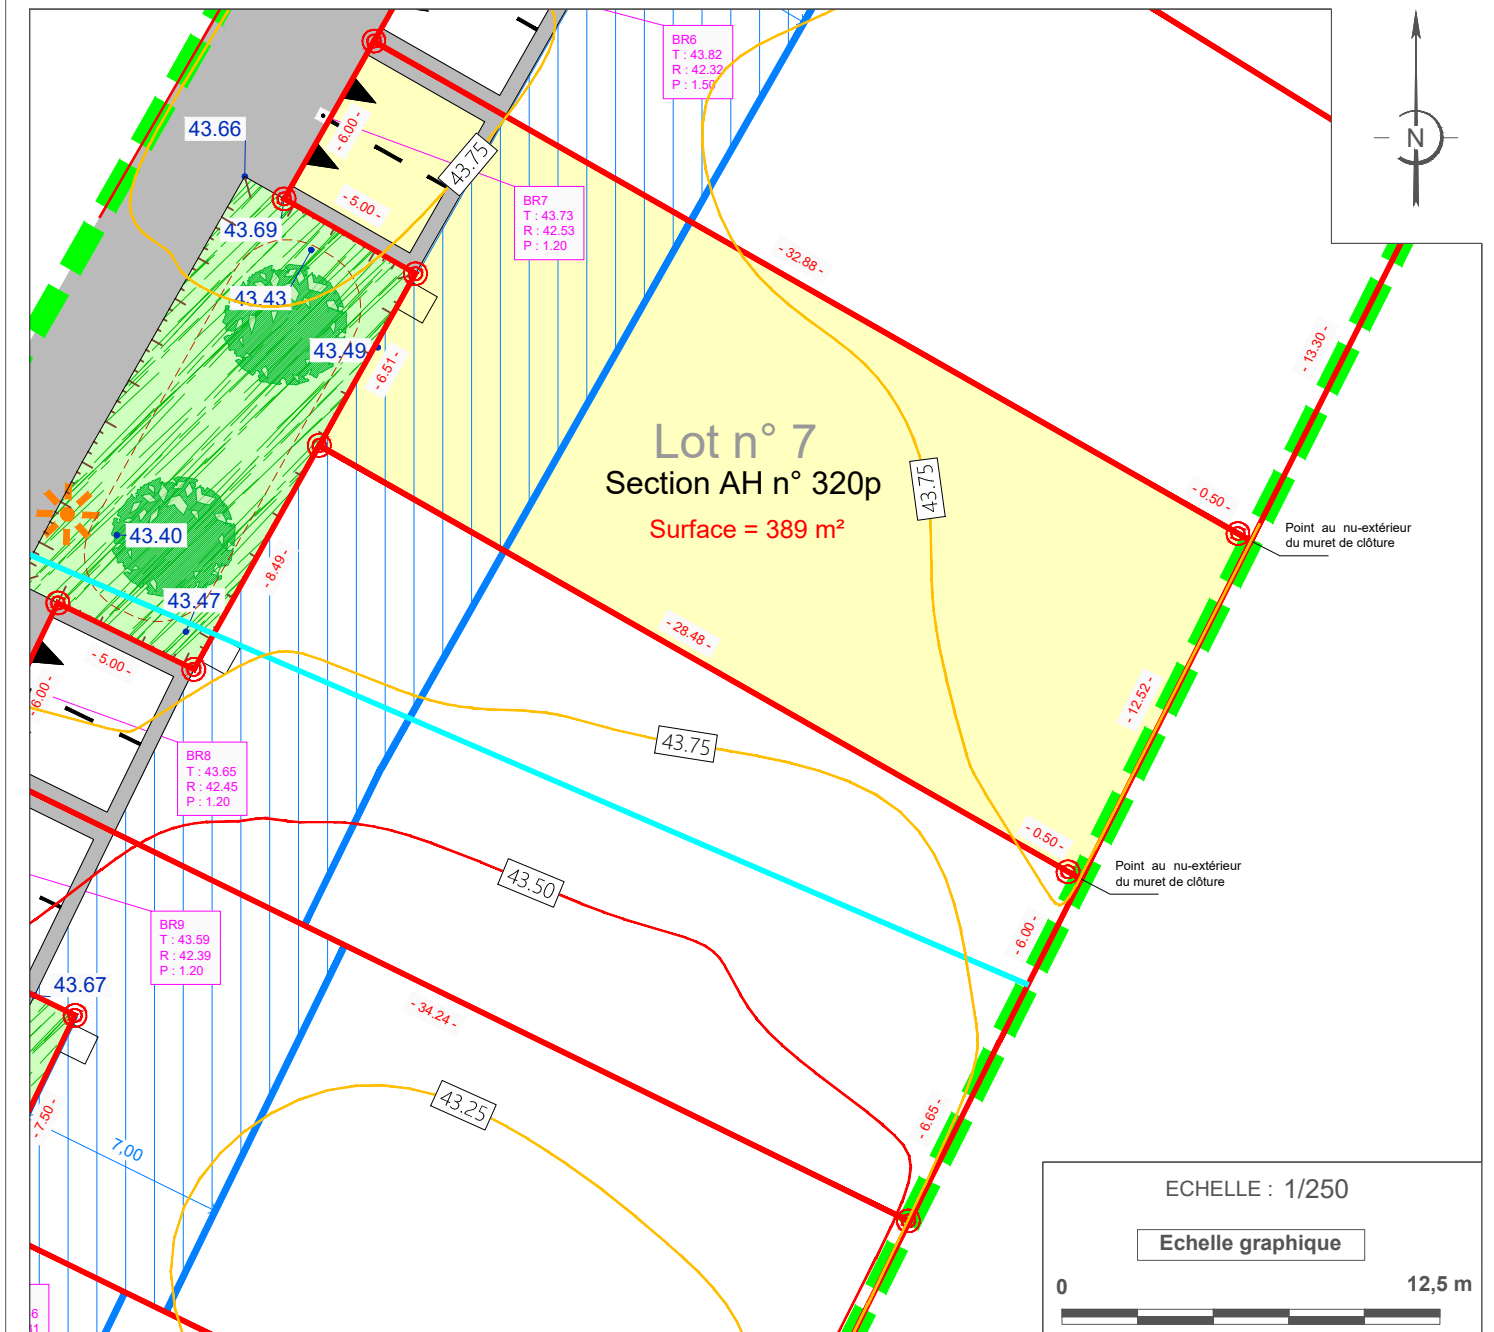 BR6
T : 43.82
R : 42.32
P : 1.50
N
43.66
- 6.00 -
43.75
- 5.00 -
BR7
T : 43.73
R : 42.53
P : 1.20
43.69
43.43
43.49
- 6.51 -
- 32.88 -
- 13.30 -
Lot n° 7
Section AH n° 320p
Surface = 389 m²
43.75
- 0.50 -
Point au nu-extérieur
du muret de clôture
43.40
- 8.49 -
43.47
- 28.48 -
- 5.00 -
- 6.00 -
- 12.52 -
43.75
BR8
T : 43.65
R : 42.45
P : 1.20
- 0.50 -
Point au nu-extérieur
du muret de clôture
43.50
BR9
T : 43.59
R : 42.39
P : 1.20
- 6.00 -
43.67
- 34.24 -
43.25
- 7.50 -
- 6.65 -
7,00
ECHELLE : 1/250
Echelle graphique
0
12,5 m